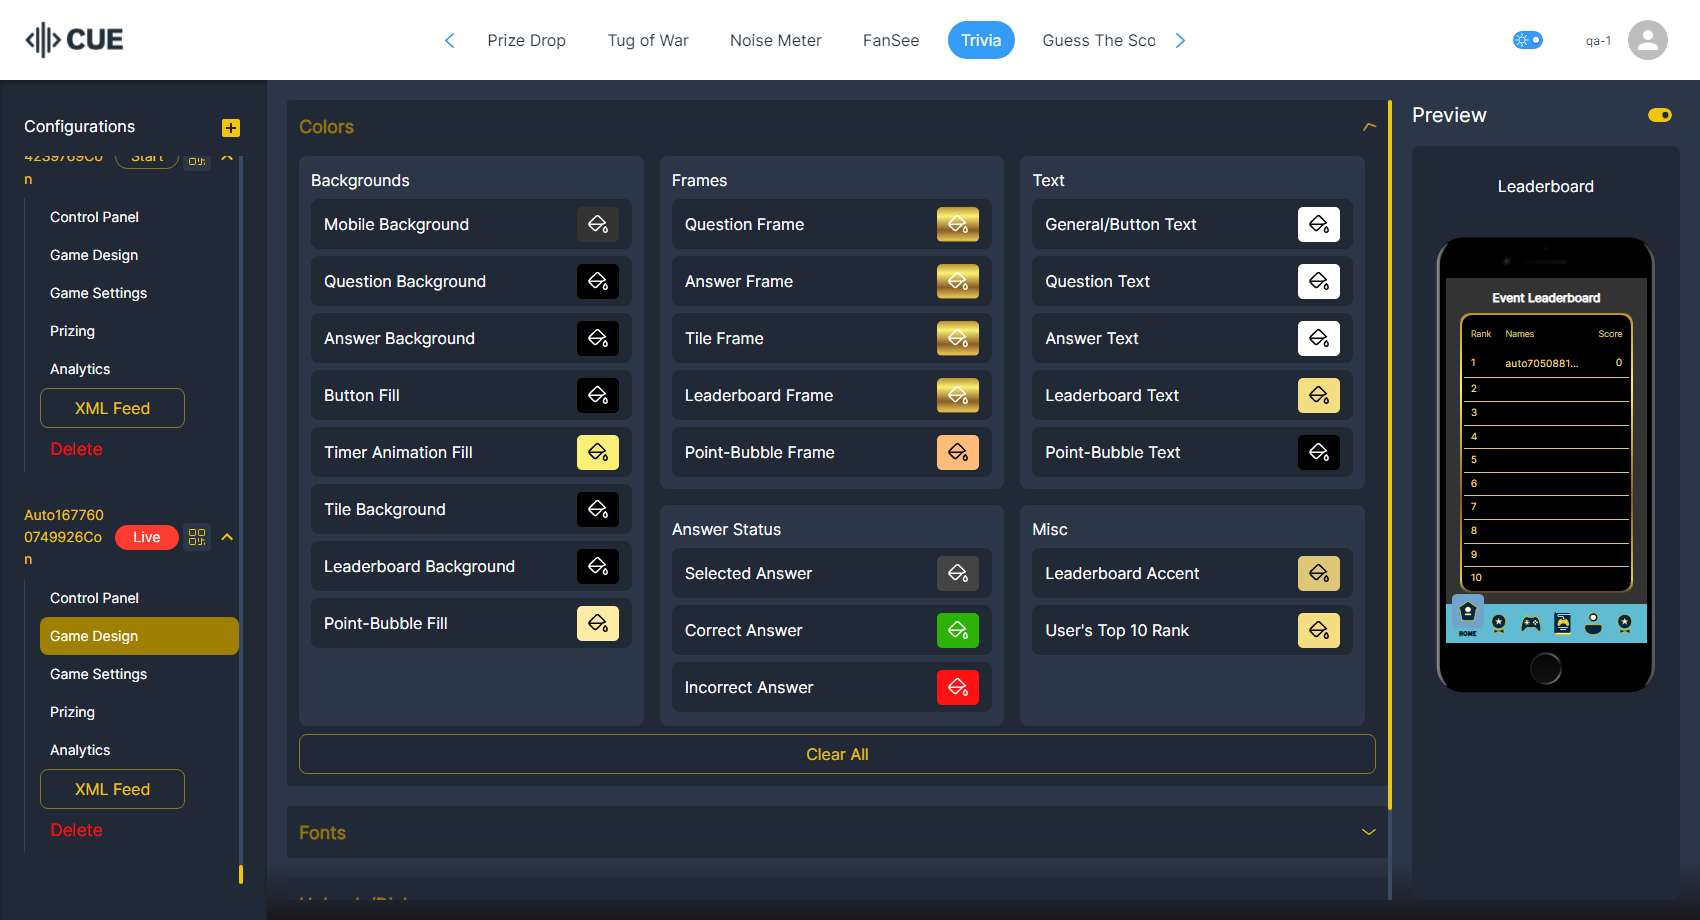 CUE
Prize Drop
Tug of War
Noise Meter
FanSee
Trivia
Guess The Sco
qa-1
Configurations
4239769Co
n
Start
Control Panel
Game Design
Game Settings
Prizing
Analytics
XML Feed
Delete
Auto167760
0749926Co
n
Live
Control Panel
Game Design
Game Settings
Prizing
Analytics
XML Feed
Delete
Colors
Backgrounds
Mobile Background
Question Background
Answer Background
Button Fill
Timer Animation Fill
Tile Background
Leaderboard Background
Point-Bubble Fill
Frames
Question Frame
Answer Frame
Tile Frame
Leaderboard Frame
Point-Bubble Frame
Text
General/Button Text
Question Text
Answer Text
Leaderboard Text
Point-Bubble Text
Answer Status
Selected Answer
Correct Answer
Incorrect Answer
Misc
Leaderboard Accent
User's Top 10 Rank
Clear All
Fonts
Preview
Leaderboard
Event Leaderboard
Rank Names Score
1 auto7050881... 0
2
3
4
5
6
7
8
9
10
HOME